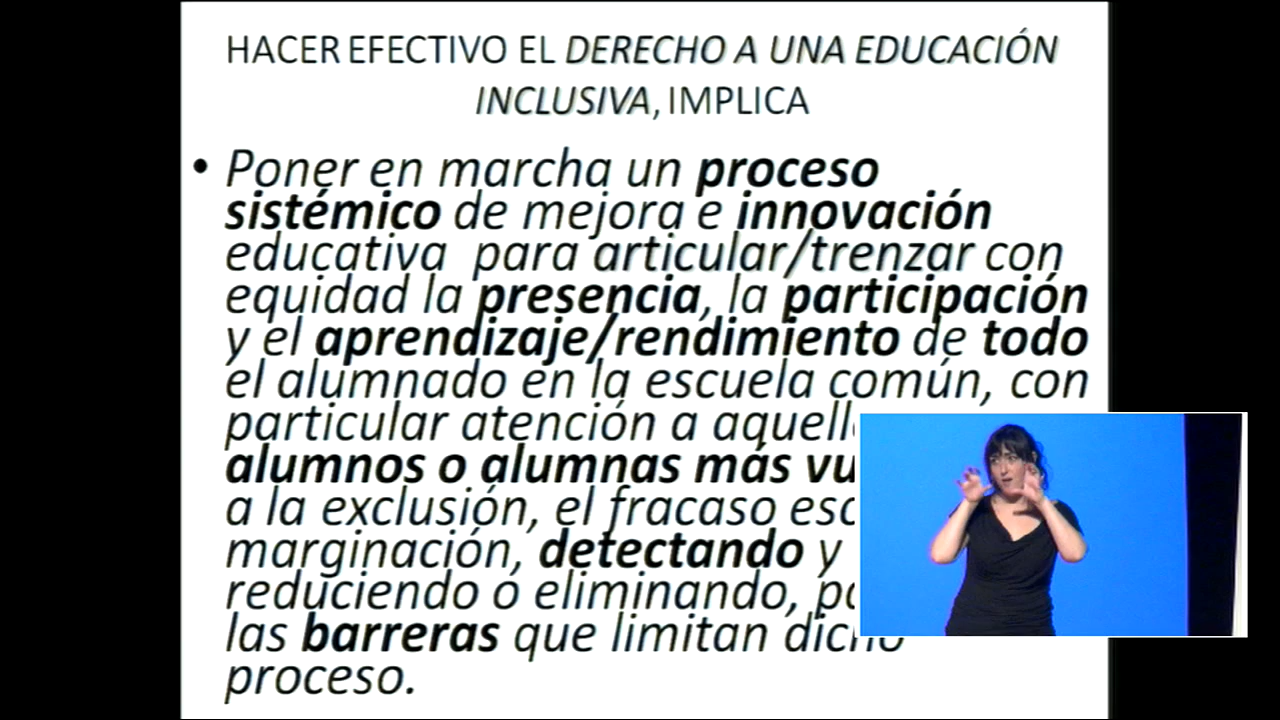 HACER EFECTIVO EL DERECHO A UNA EDUCACIÓN
INCLUSIVA, IMPLICA
• Poner en marcha un proceso
sistémico de mejora e innovación
educativa para articular/trenzar con
equidad la presencia, la participación
y el aprendizaje/rendimiento de todo
el alumnado en la escuela común, con
particular atención a
alumnos o alumnas más
a la exclusión, el fracaso
marginación, detectando y
reduciendo o eliminando,
las barreras que limitan dicho
proceso.